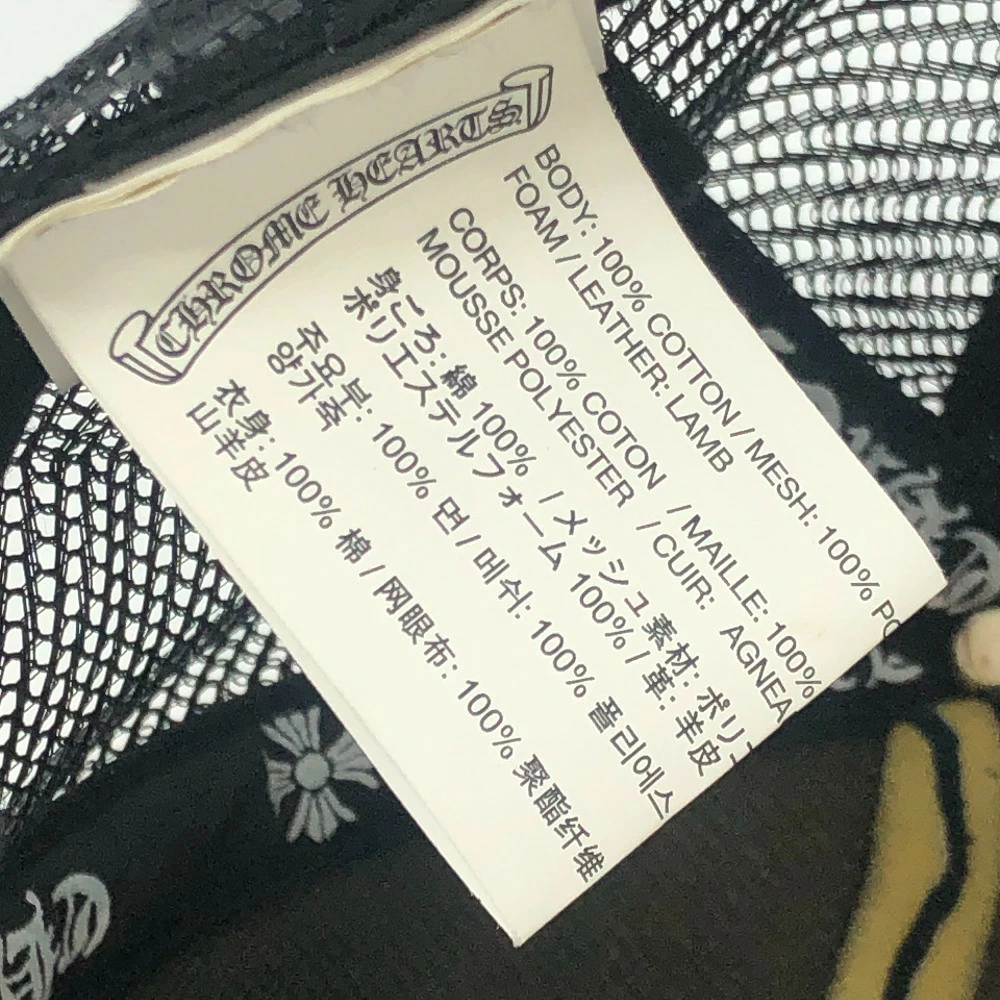 CHROME HEARTS
BODY: 100% COTTON / MESH: 100% PO
FOAM / LEATHER: LAMB
CORPS: 100% COTON / MAILLE: 100%
MOUSSE POLYESTER / CUIR: AGNEA
身ごろ: 綿 100% / メッシュ素材: ポリ
ポリエステルフォーム 100% / 革: 羊皮
주요부: 100% 면 / 메쉬: 100% 폴리에스
양가죽
衣身: 100% 棉 / 网眼布: 100% 聚酯纤维
山羊皮